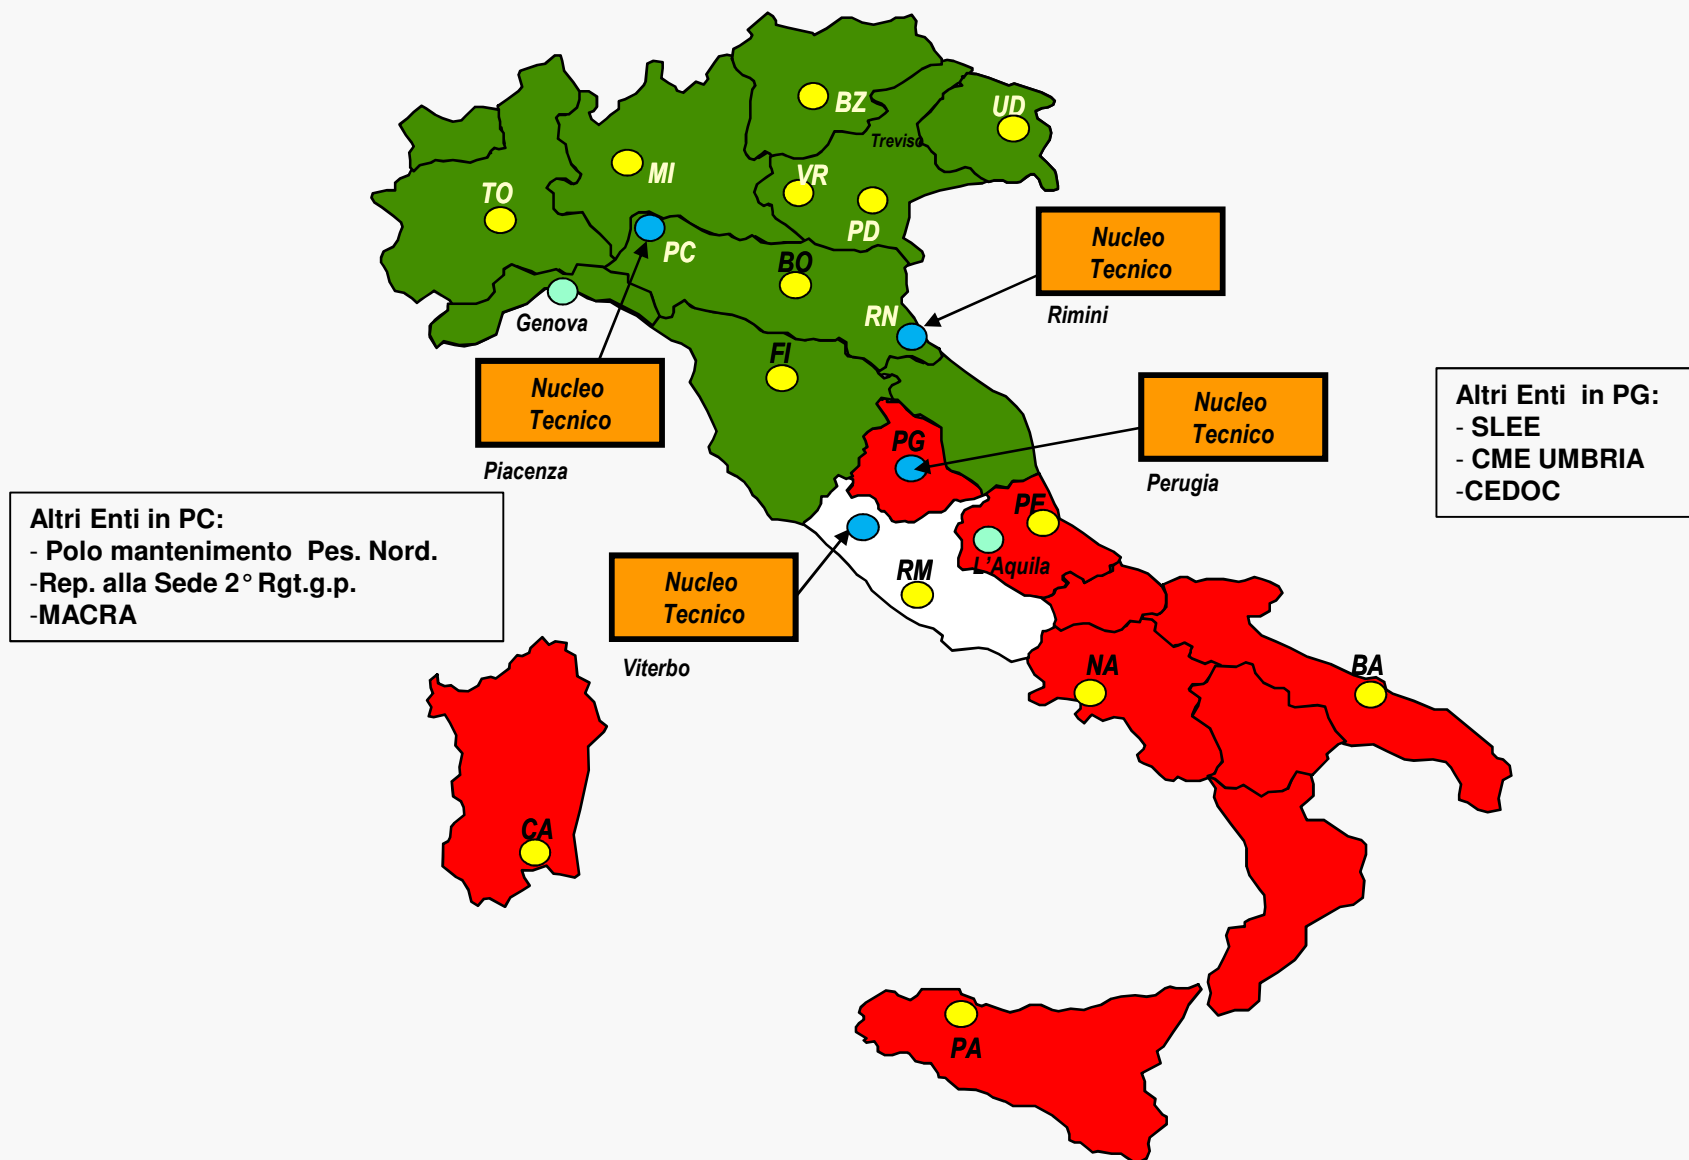 BZ
UD
Treviso
MI
VR
TO
PD
Nucleo
Tecnico
PC
BO
RN
Rimini
Genova
FI
Nucleo
Tecnico
Nucleo
Tecnico
Altri Enti in PG:
- SLEE
- CME UMBRIA
-CEDOC
PG
Piacenza
Perugia
Altri Enti in PC:
- Polo mantenimento Pes. Nord.
-Rep. alla Sede 2° Rgt.g.p.
-MACRA
PE
L'Aquila
RM
Nucleo
Tecnico
Viterbo
NA
BA
CA
PA